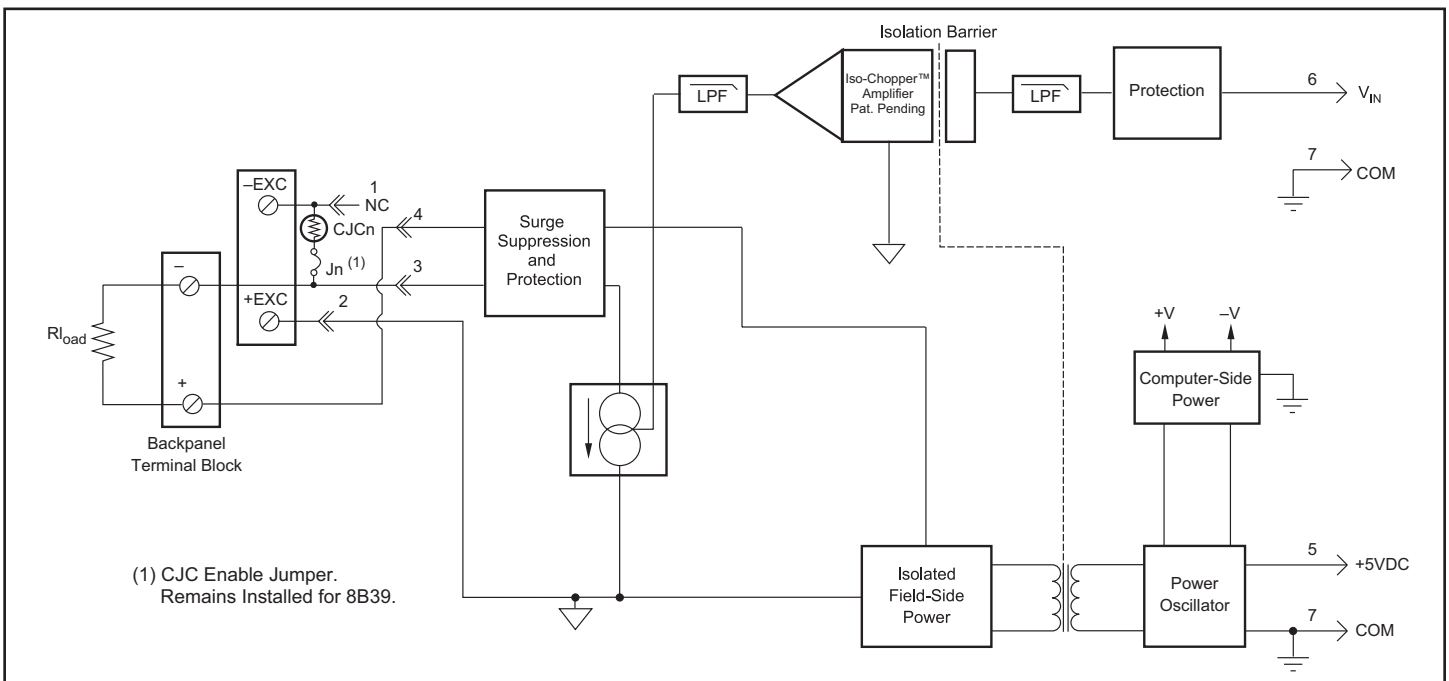 Isolation Barrier
LPF
Iso-Chopper™
Amplifier
Pat. Pending
LPF
Protection
6
V_IN
7
COM
–EXC
1
NC
CJCn
4
Jn (1)
3
+EXC
2
–
+
Rl_oad
Backpanel
Terminal Block
Surge
Suppression
and
Protection
+V
–V
Computer-Side
Power
Isolated
Field-Side
Power
Power
Oscillator
5
+5VDC
7
COM
(1) CJC Enable Jumper.
Remains Installed for 8B39.